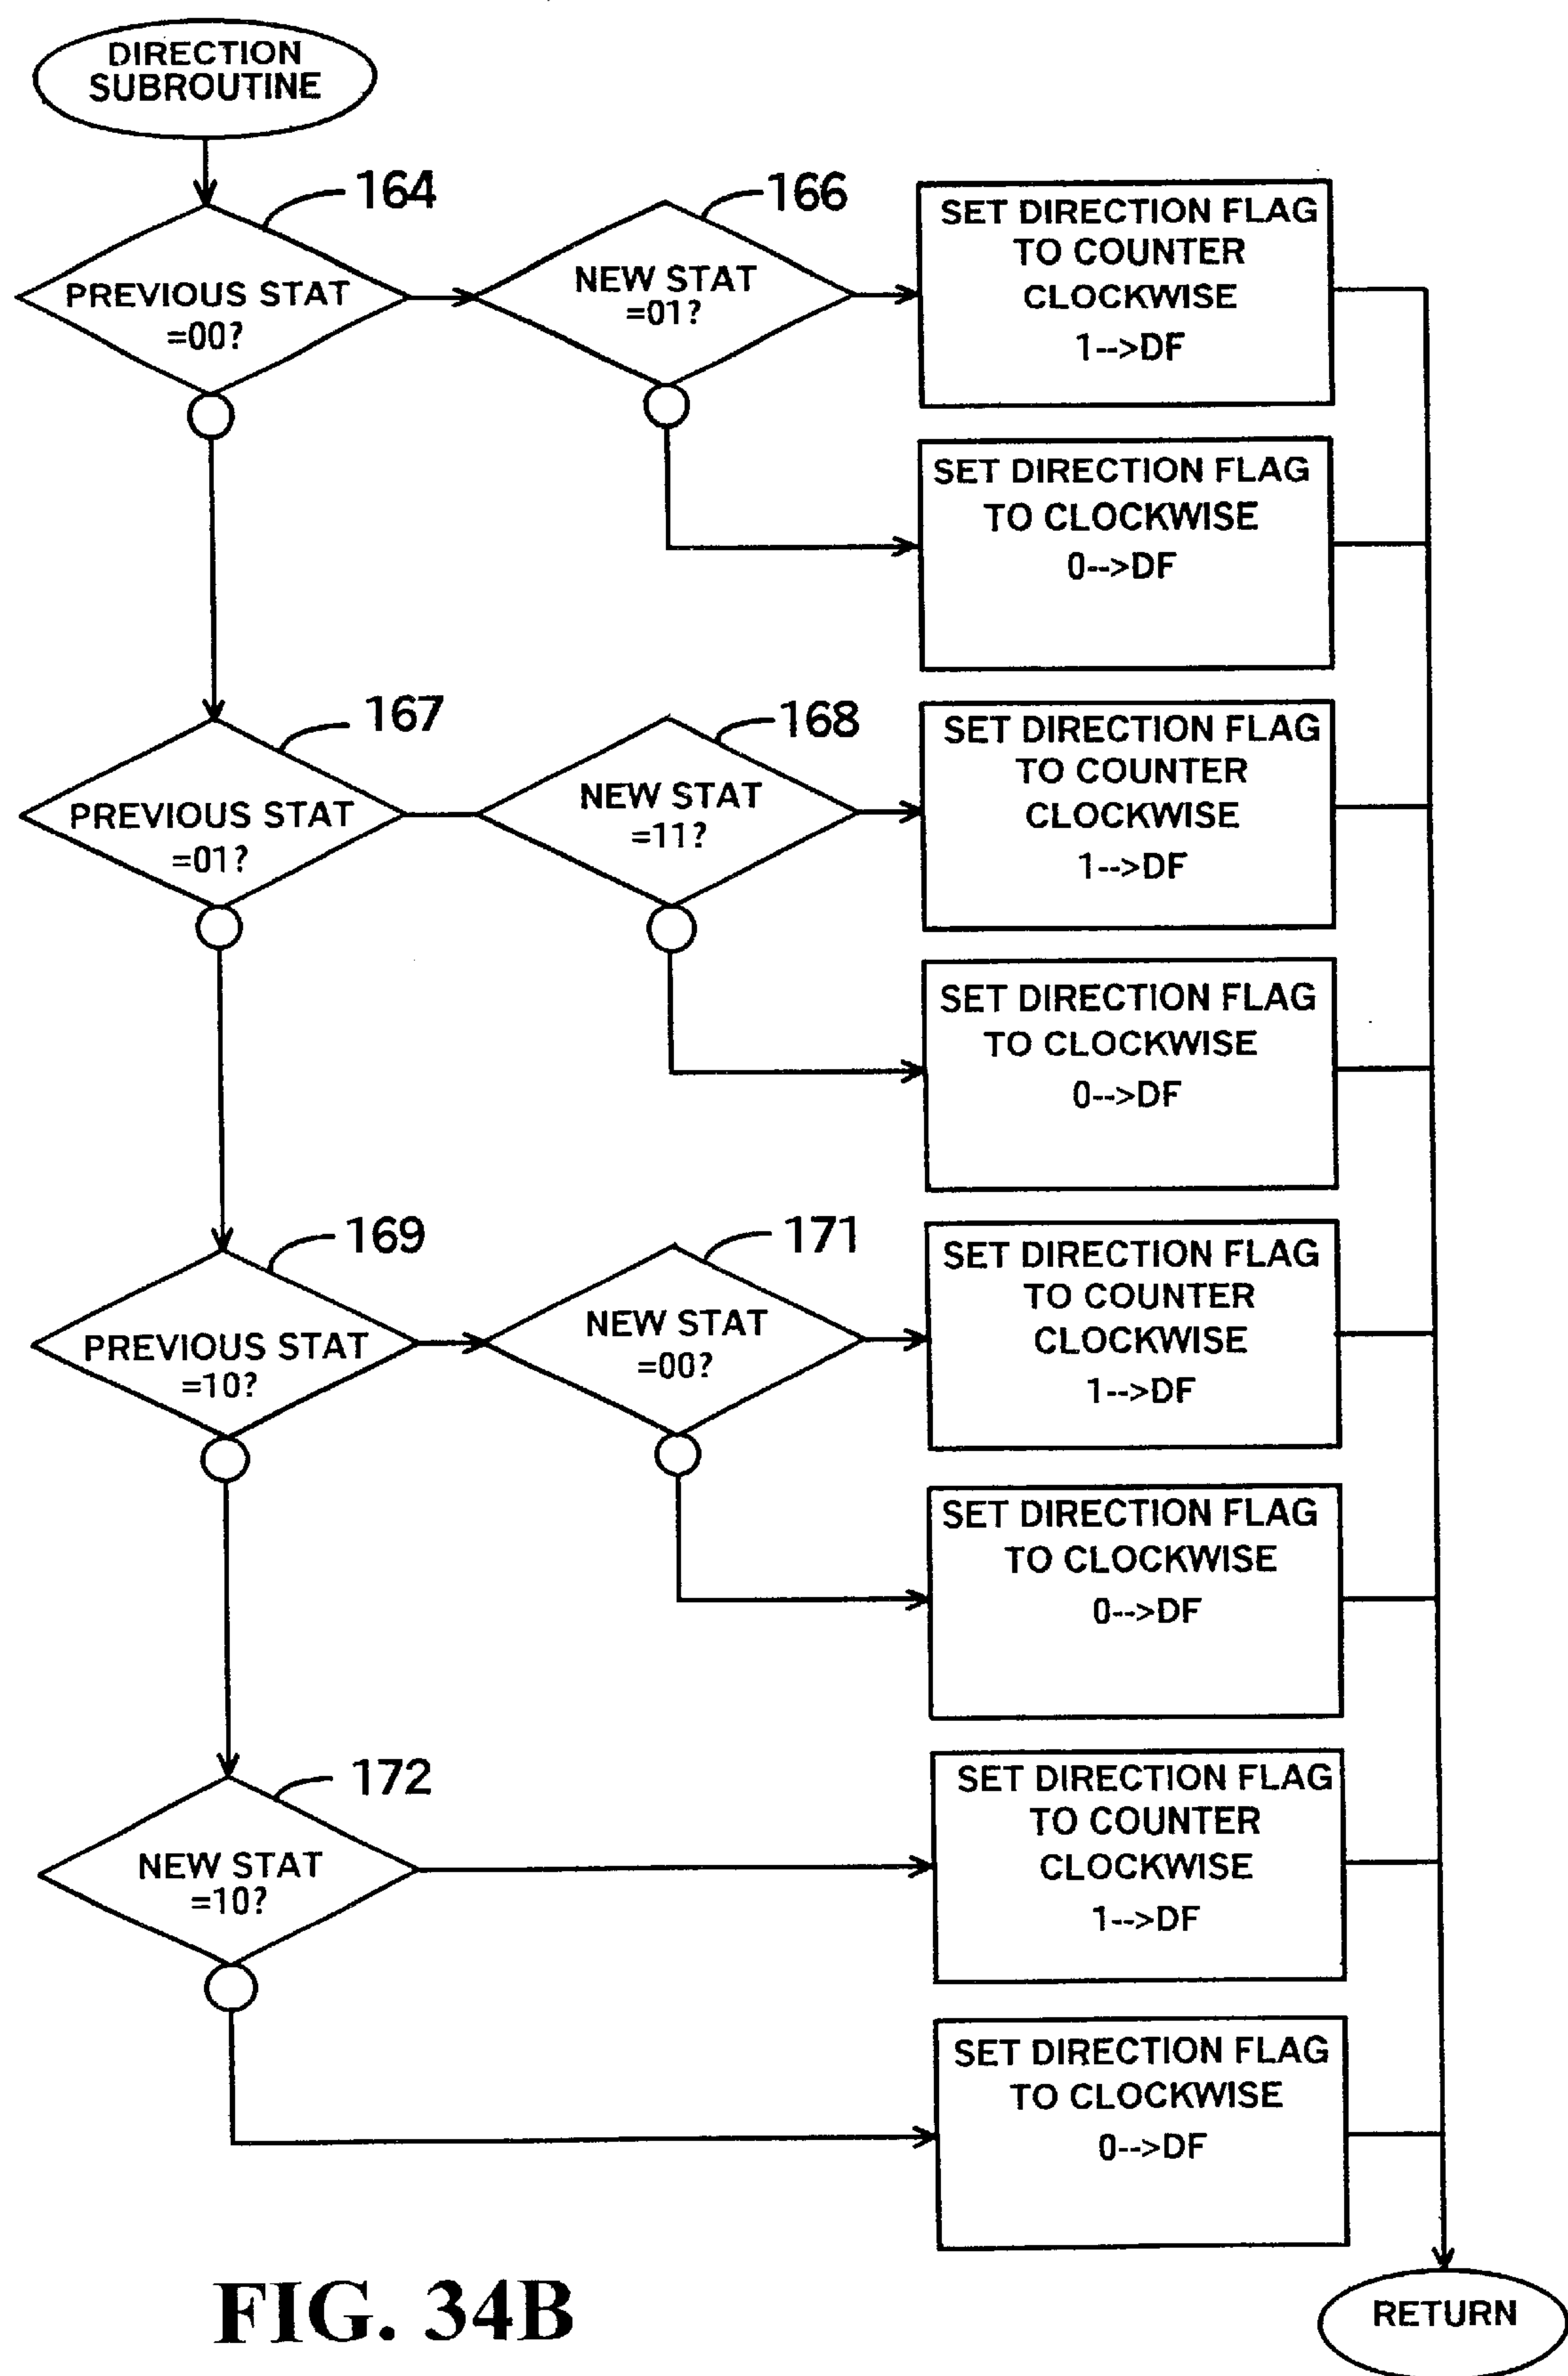 DIRECTION
SUBROUTINE
164
PREVIOUS STAT
=00?
166
NEW STAT
=01?
SET DIRECTION FLAG
TO COUNTER
CLOCKWISE
1-->DF
SET DIRECTION FLAG
TO CLOCKWISE
0-->DF
167
PREVIOUS STAT
=01?
168
NEW STAT
=11?
SET DIRECTION FLAG
TO COUNTER
CLOCKWISE
1-->DF
SET DIRECTION FLAG
TO CLOCKWISE
0-->DF
169
PREVIOUS STAT
=10?
171
NEW STAT
=00?
SET DIRECTION FLAG
TO COUNTER
CLOCKWISE
1-->DF
SET DIRECTION FLAG
TO CLOCKWISE
0-->DF
172
NEW STAT
=10?
SET DIRECTION FLAG
TO COUNTER
CLOCKWISE
1-->DF
SET DIRECTION FLAG
TO CLOCKWISE
0-->DF
RETURN
FIG. 34B